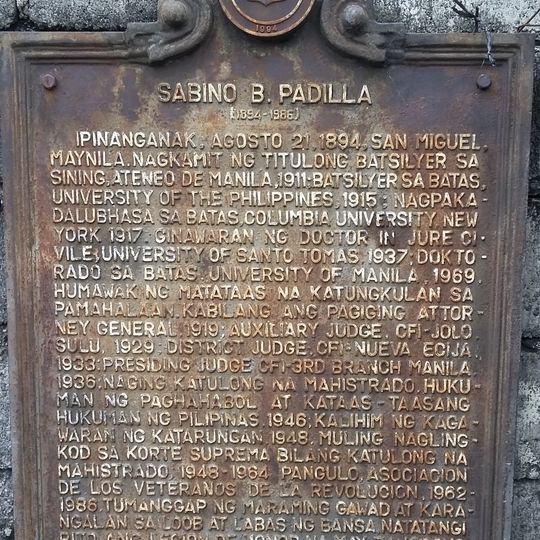 1994
SABINO B. PADILLA
(1894-1986)
IPINANGANAK, AGOSTO 21, 1894, SAN MIGUEL,
MAYNILA. NAGKAMIT NG TITULONG BATSILYER SA
SINING, ATENEO DE MANILA, 1911; BATSILYER SA BATAS,
UNIVERSITY OF THE PHILIPPINES, 1915; NAGPAKA-
DALUBHASA SA BATAS, COLUMBIA UNIVERSITY, NEW
YORK 1917; GINAWARAN NG DOCTOR IN JURE CI-
VILE, UNIVERSITY OF SANTO TOMAS, 1937; DOKTO-
RADO SA BATAS, UNIVERSITY OF MANILA, 1969.
HUMAWAK NG MATATAAS NA KATUNGKULAN SA
PAMAHALAAN, KABILANG ANG PAGIGING ATTOR-
NEY GENERAL, 1919; AUXILIARY JUDGE, CFI-JOLO
SULU, 1929; DISTRICT JUDGE, CFI-NUEVA ECIJA,
1933; PRESIDING JUDGE CFI-3RD BRANCH MANILA
1936; NAGING KATULONG NA MAHISTRADO, HUKU-
MAN NG PAGHAHABOL AT KATAAS-TAASANG
HUKUMAN NG PILIPINAS, 1946; KALIHIM NG KAGA-
WARAN NG KATARUNGAN, 1948. MULING NAGLING-
KOD SA KORTE SUPREMA BILANG KATULONG NA
MAHISTRADO, 1948-1964. PANGULO, ASOCIACION
DE LOS VETERANOS DE LA REVOLUCION, 1962-
1986. TUMANGGAP NG MARAMING GAWAD AT KARA-
NGALAN SA LOOB AT LABAS NG BANSA, NATATANGI